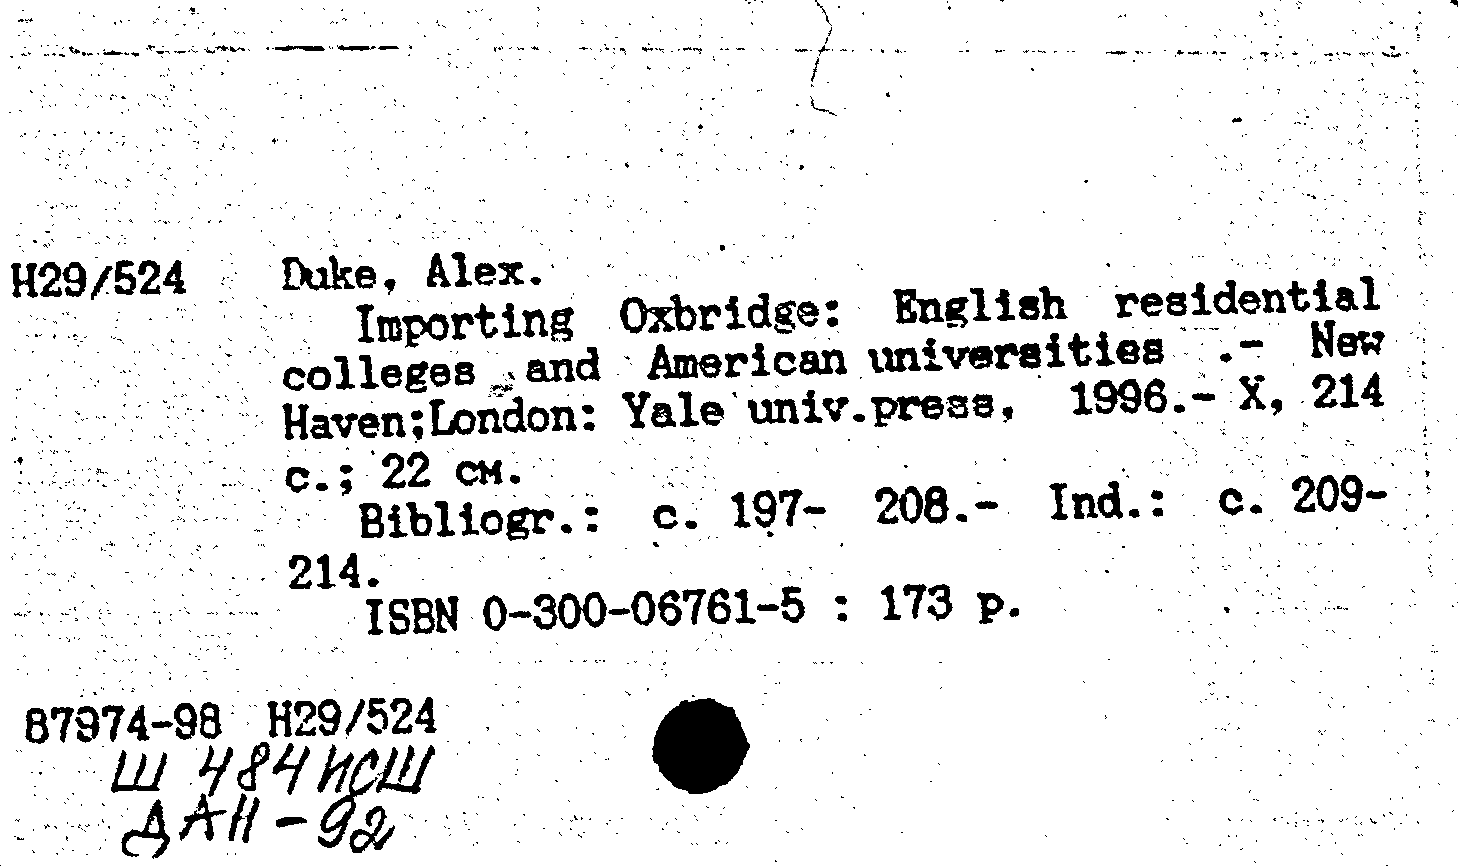 H29/524 Duke, Alex.
Importing Oxbridge: English residential
colleges and American universities .- New
Haven;London: Yale univ.press, 1996.- X, 214
c.; 22 см.
Bibliogr.: c. 197- 208.- Ind.: c. 209-
214.
ISBN 0-300-06761-5 : 173 p.
87974-98 H29/524
Ш 484 ИСШ
ДАН-92